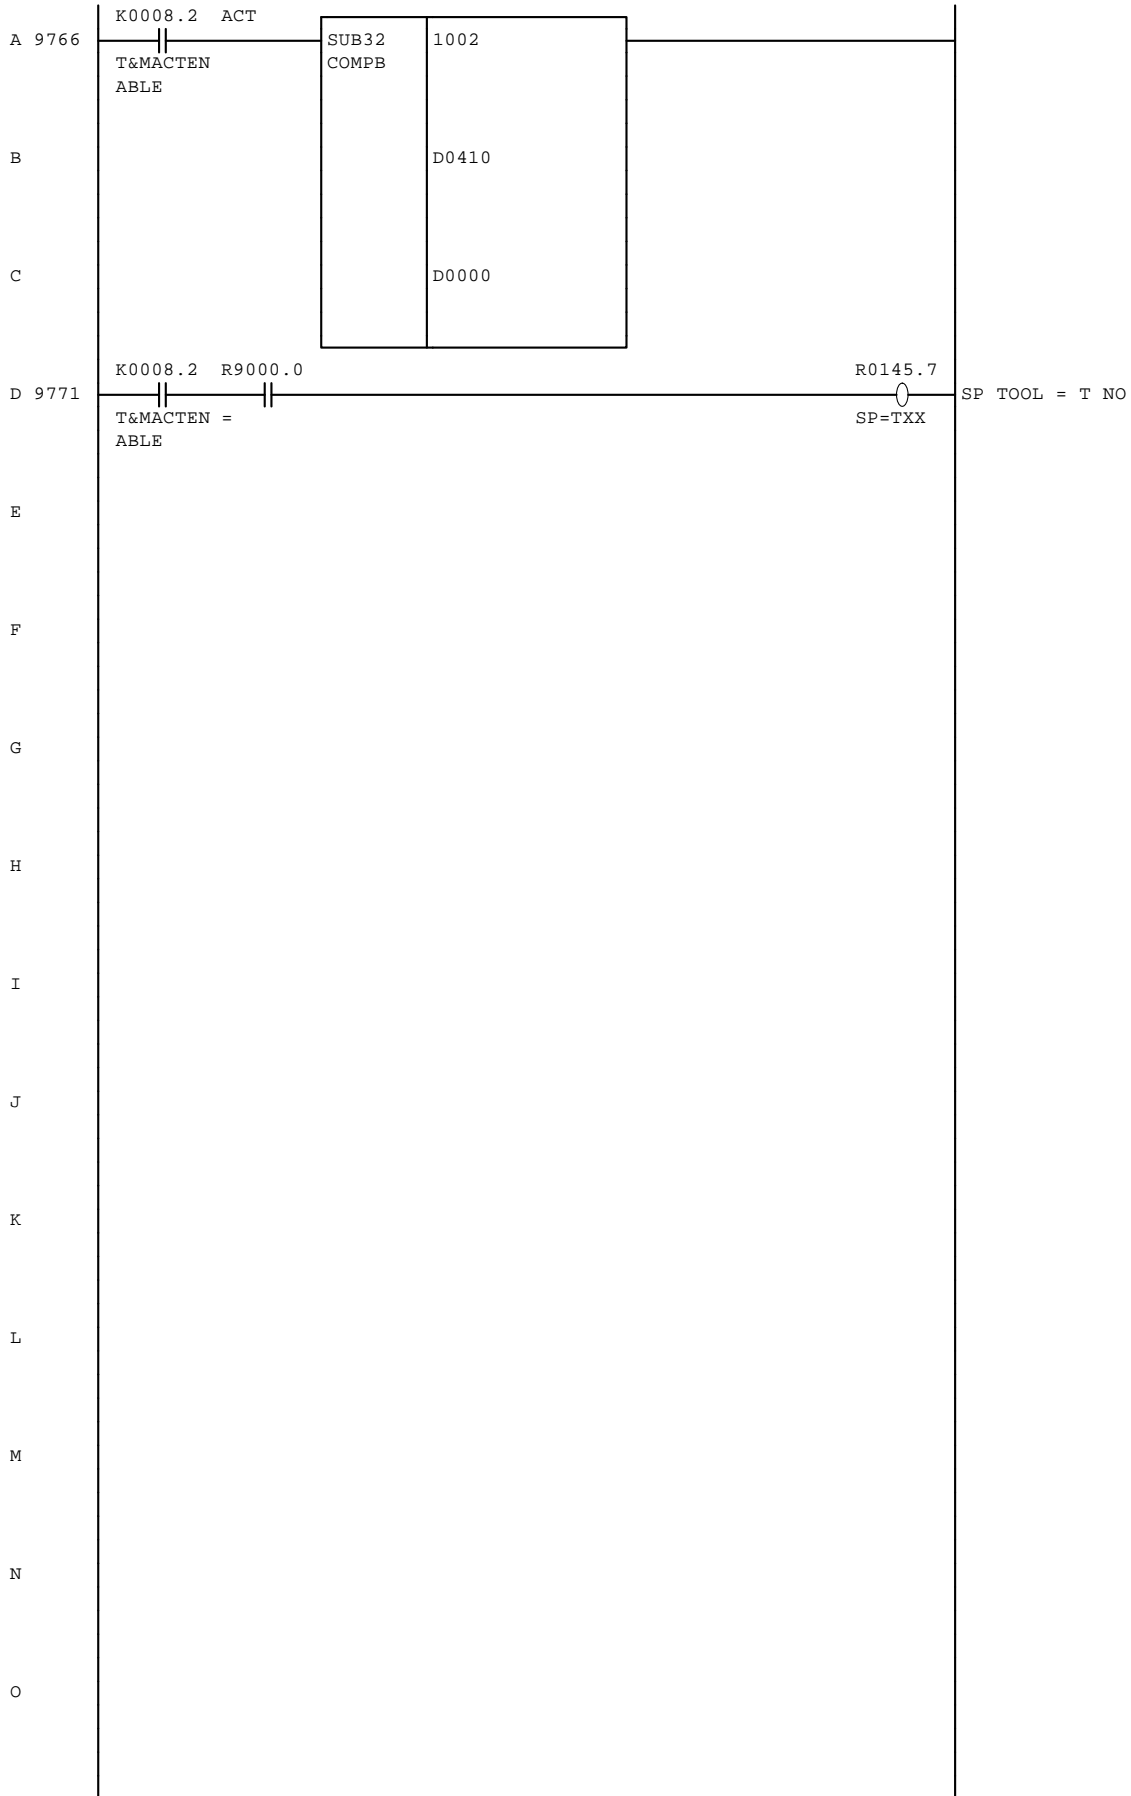 K0008.2 ACT
A 9766 SUB32 1002
T&MACTEN COMPB
ABLE
B D0410
C D0000
K0008.2 R9000.0 R0145.7
D 9771 SP TOOL = T NO
T&MACTEN = SP=TXX
ABLE
E
F
G
H
I
J
K
L
M
N
O